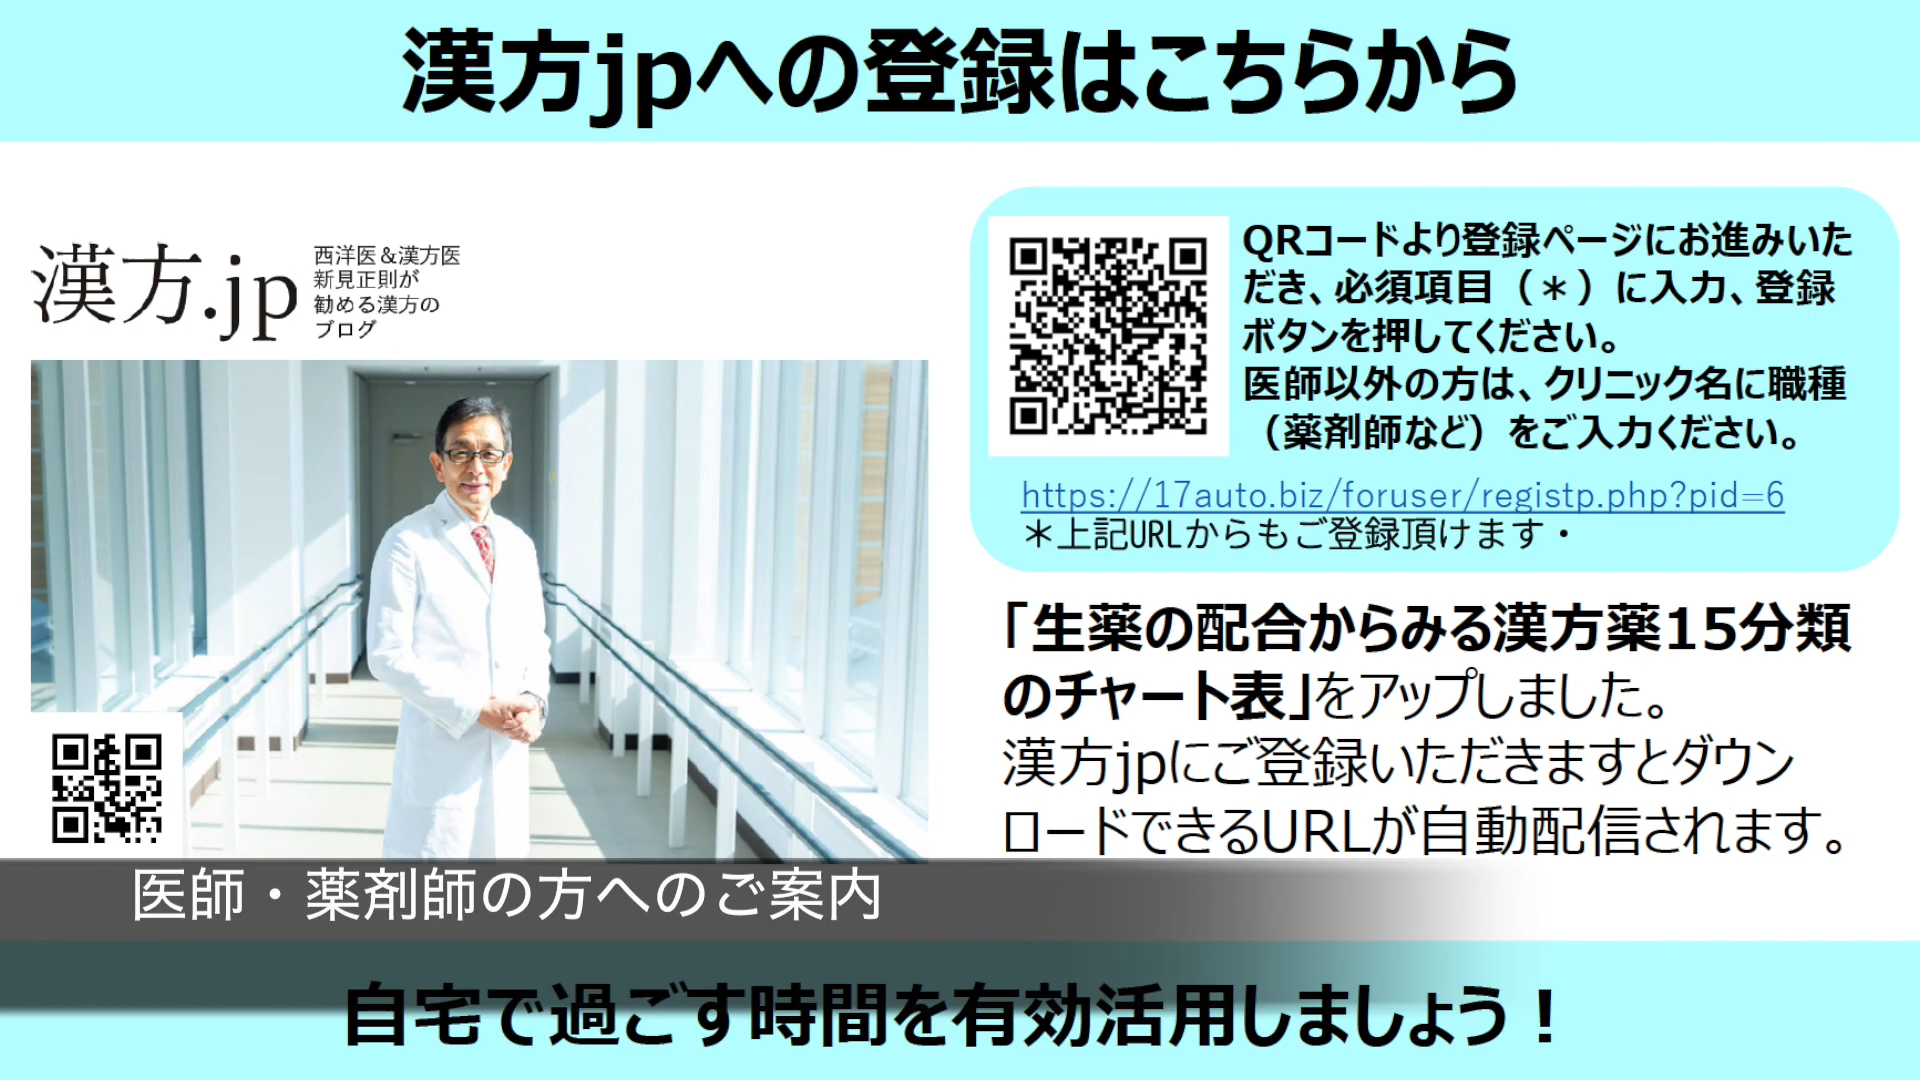 漢方jpへの登録はこちらから
漢方.jp
西洋医＆漢方医
新見正則が
勧める漢方の
ブログ
QRコードより登録ページにお進みいた
だき、必須項目（＊）に入力、登録
ボタンを押してください。
医師以外の方は、クリニック名に職種
（薬剤師など）をご入力ください。
https://17auto.biz/foruser/registp.php?pid=6
＊上記URLからもご登録頂けます・
「生薬の配合からみる漢方薬15分類
のチャート表」をアップしました。
漢方jpにご登録いただきますとダウン
ロードできるURLが自動配信されます。
医師・薬剤師の方へのご案内
自宅で過ごす時間を有効活用しましょう！